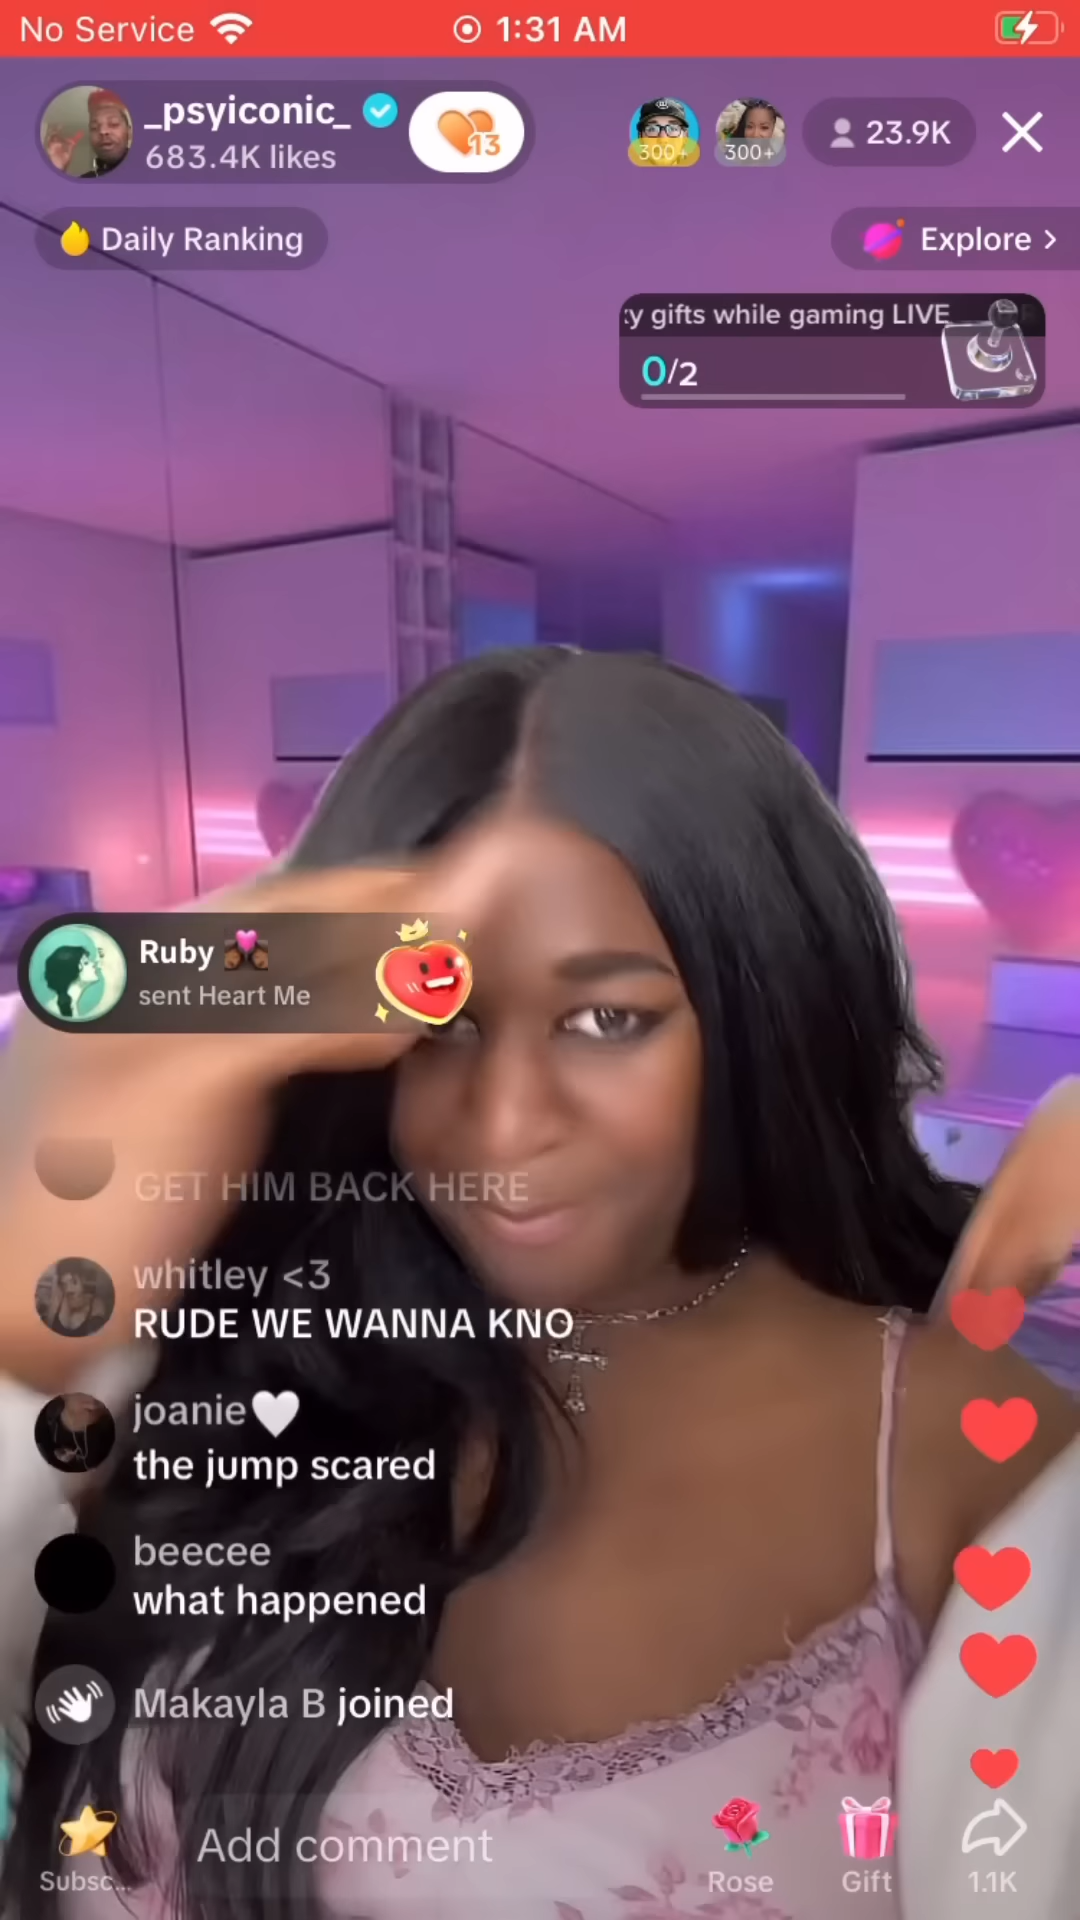 No Service 1:31 AM
_psyiconic_ 13
683.4K likes
300+ 300+ 23.9K
Daily Ranking
Explore >
y gifts while gaming LIVE
0/2
Ruby
sent Heart Me
GET HIM BACK HERE
whitley <3
RUDE WE WANNA KNO
joanie🤍
the jump scared
beecee
what happened
Makayla B joined
Add comment
Subsc...
Rose
Gift
1.1K